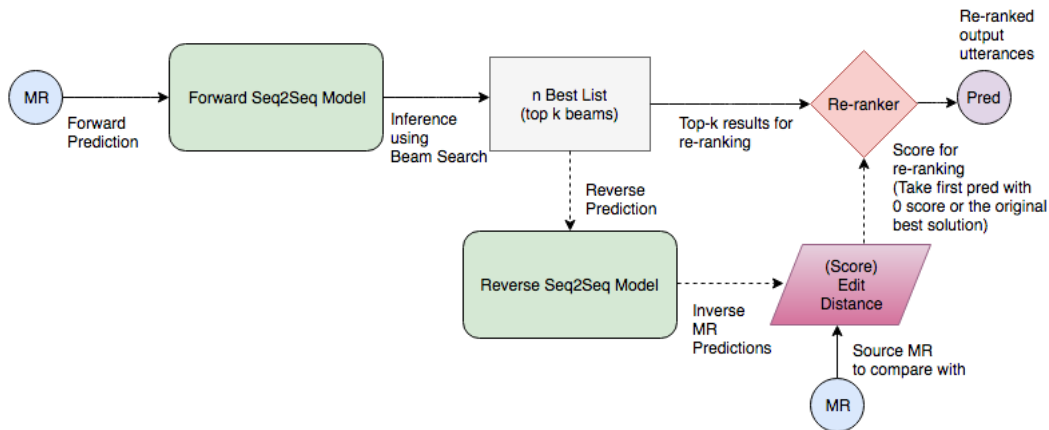 MR
Forward
Prediction
Forward Seq2Seq Model
Inference
using
Beam Search
n Best List
(top k beams)
Top-k results for
re-ranking
Re-ranker
Re-ranked
output
utterances
Pred
Reverse
Prediction
Reverse Seq2Seq Model
Inverse
MR
Predictions
Score for
re-ranking
(Take first pred with
0 score or the original
best solution)
(Score)
Edit
Distance
Source MR
to compare with
MR